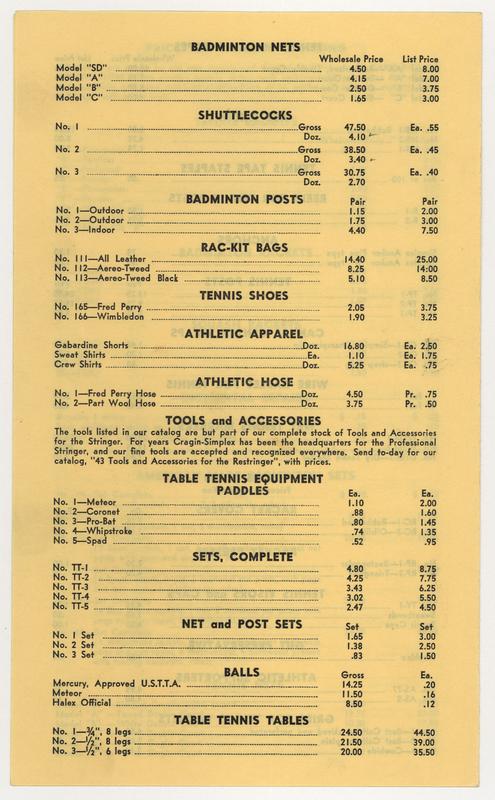 BADMINTON NETS
Wholesale Price List Price
Model "SD" 4.50 8.00
Model "A" 4.15 7.00
Model "B" 2.50 3.75
Model "C" 1.65 3.00
SHUTTLECOCKS
No. 1 Gross 47.50 Ea. .55
Doz. 4.10
No. 2 Gross 38.50 Ea. .45
Doz. 3.40
No. 3 Gross 30.75 Ea. .40
Doz. 2.70
BADMINTON POSTS Pair Pair
No. 1—Outdoor 1.15 2.00
No. 2—Outdoor 1.75 3.00
No. 3—Indoor 4.40 7.50
RAC-KIT BAGS
No. 111—All Leather 14.40 25.00
No. 112—Aereo-Tweed 8.25 14:00
No. 113—Aereo-Tweed Black 5.10 8.50
TENNIS SHOES
No. 165—Fred Perry 2.05 3.75
No. 166—Wimbledon 1.90 3.25
ATHLETIC APPAREL
Gabardine Shorts Doz. 16.80 Ea. 2.50
Sweat Shirts Ea. 1.10 Ea. 1.75
Crew Shirts Doz. 5.25 Ea. .75
ATHLETIC HOSE
No. 1—Fred Perry Hose Doz. 4.50 Pr. .75
No. 2—Part Wool Hose Doz. 3.75 Pr. .50
TOOLS and ACCESSORIES
The tools listed in our catalog are but part of our complete stock of Tools and Accessories
for the Stringer. For years Cragin-Simplex has been the headquarters for the Professional
Stringer, and our fine tools are accepted and recognized everywhere. Send to-day for our
catalog, "43 Tools and Accessories for the Restringer", with prices.
TABLE TENNIS EQUIPMENT
PADDLES Ea. Ea.
No. 1—Meteor 1.10 2.00
No. 2—Coronet .88 1.60
No. 3—Pro-Bat .80 1.45
No. 4—Whipstroke .74 1.35
No. 5—Spad .52 .95
SETS, COMPLETE
No. TT-1 4.80 8.75
No. TT-2 4.25 7.75
No. TT-3 3.43 6.25
No. TT-4 3.02 5.50
No. TT-5 2.47 4.50
NET and POST SETS Set Set
No. 1 Set 1.65 3.00
No. 2 Set 1.38 2.50
No. 3 Set .83 1.50
BALLS Gross Ea.
Mercury, Approved U.S.T.T.A. 14.25 .20
Meteor 11.50 .16
Halex Official 8.50 .12
TABLE TENNIS TABLES
No. 1—¾", 8 legs 24.50 44.50
No. 2—½", 8 legs 21.50 39.00
No. 3—½", 6 legs 20.00 35.50